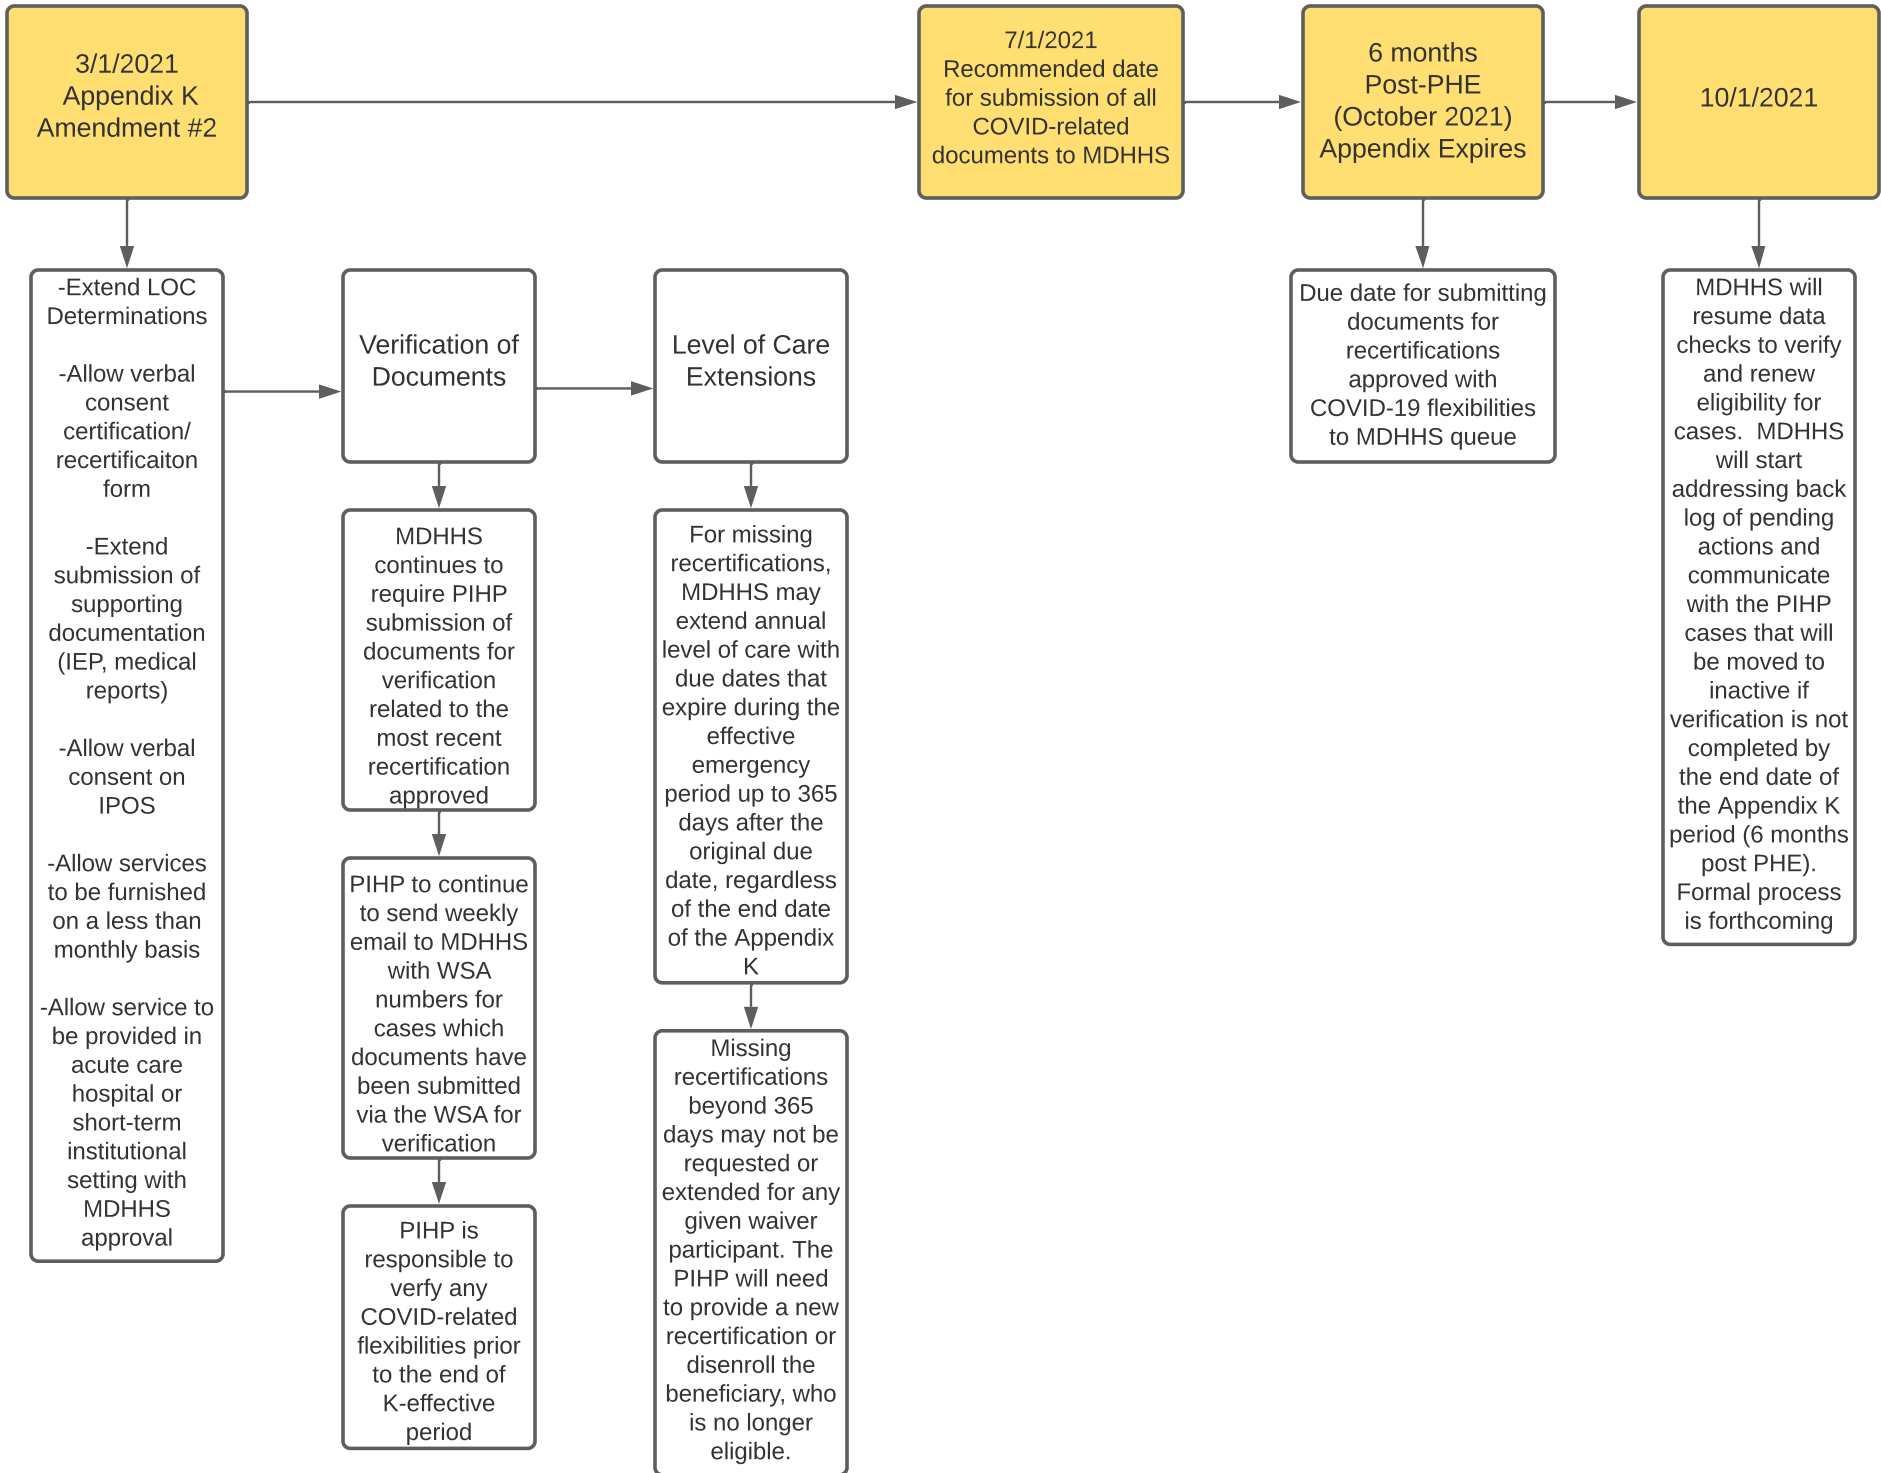 3/1/2021
Appendix K
Amendment #2
7/1/2021
Recommended date
for submission of all
COVID-related
documents to MDHHS
6 months
Post-PHE
(October 2021)
Appendix Expires
10/1/2021
-Extend LOC
Determinations
-Allow verbal
consent
certification/
recertificaiton
form
-Extend
submission of
supporting
documentation
(IEP, medical
reports)
-Allow verbal
consent on
IPOS
-Allow services
to be furnished
on a less than
monthly basis
-Allow service to
be provided in
acute care
hospital or
short-term
institutional
setting with
MDHHS
approval
Verification of
Documents
MDHHS
continues to
require PIHP
submission of
documents for
verification
related to the
most recent
recertification
approved
PIHP to continue
to send weekly
email to MDHHS
with WSA
numbers for
cases which
documents have
been submitted
via the WSA for
verification
PIHP is
responsible to
verfy any
COVID-related
flexibilities prior
to the end of
K-effective
period
Level of Care
Extensions
For missing
recertifications,
MDHHS may
extend annual
level of care with
due dates that
expire during the
effective
emergency
period up to 365
days after the
original due
date, regardless
of the end date
of the Appendix
K
Missing
recertifications
beyond 365
days may not be
requested or
extended for any
given waiver
participant. The
PIHP will need
to provide a new
recertification or
disenroll the
beneficiary, who
is no longer
eligible.
Due date for submitting
documents for
recertifications
approved with
COVID-19 flexibilities
to MDHHS queue
MDHHS will
resume data
checks to verify
and renew
eligibility for
cases.  MDHHS
will start
addressing back
log of pending
actions and
communicate
with the PIHP
cases that will
be moved to
inactive if
verification is not
completed by
the end date of
the Appendix K
period (6 months
post PHE).
Formal process
is forthcoming